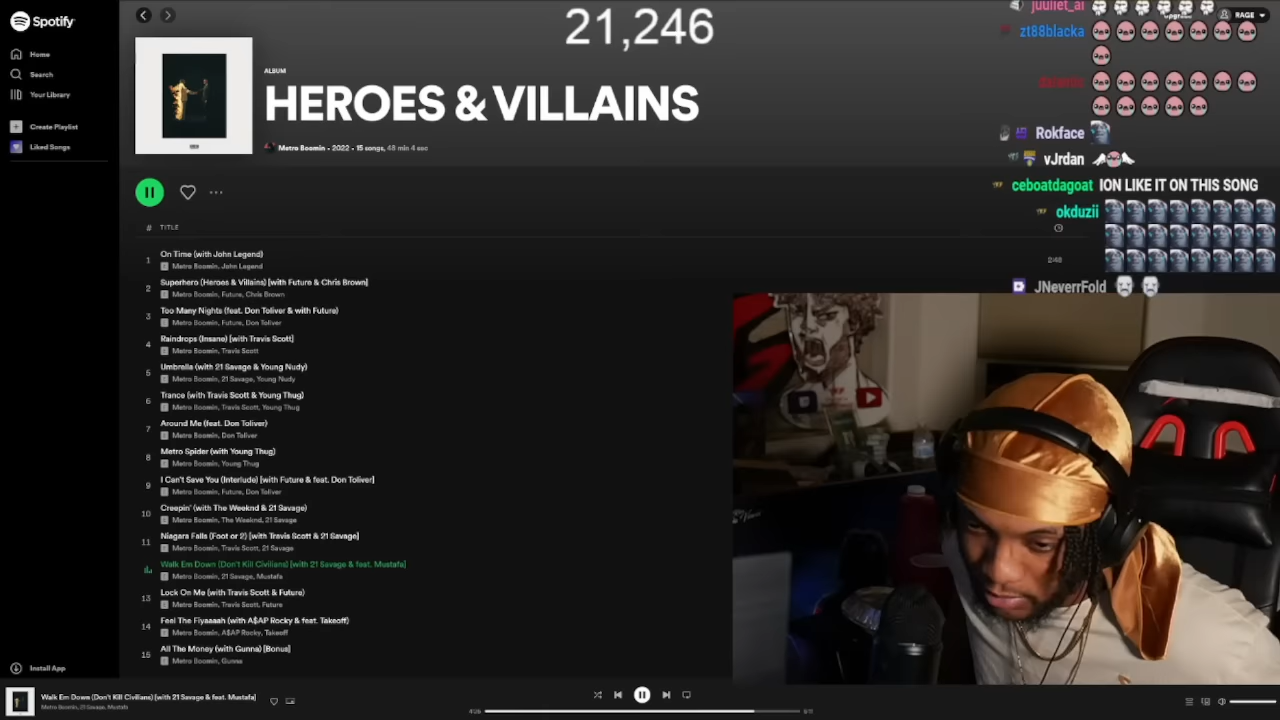 Spotify
Home
Search
Your Library
Create Playlist
Liked Songs
Install App
21,246
RAGE
ALBUM
HEROES & VILLAINS
Metro Boomin • 2022 • 15 songs, 48 min 4 sec
# TITLE
1 On Time (with John Legend)
Metro Boomin, John Legend
2:48
2 Superhero (Heroes & Villains) [with Future & Chris Brown]
Metro Boomin, Future, Chris Brown
3 Too Many Nights (feat. Don Toliver & with Future)
Metro Boomin, Future, Don Toliver
4 Raindrops (Insane) [with Travis Scott]
Metro Boomin, Travis Scott
5 Umbrella (with 21 Savage & Young Nudy)
Metro Boomin, 21 Savage, Young Nudy
6 Trance (with Travis Scott & Young Thug)
Metro Boomin, Travis Scott, Young Thug
7 Around Me (feat. Don Toliver)
Metro Boomin, Don Toliver
8 Metro Spider (with Young Thug)
Metro Boomin, Young Thug
9 I Can't Save You (Interlude) [with Future & feat. Don Toliver]
Metro Boomin, Future, Don Toliver
10 Creepin' (with The Weeknd & 21 Savage)
Metro Boomin, The Weeknd, 21 Savage
11 Niagara Falls (Foot or 2) [with Travis Scott & 21 Savage]
Metro Boomin, Travis Scott, 21 Savage
Walk Em Down (Don't Kill Civilians) [with 21 Savage & feat. Mustafa]
Metro Boomin, 21 Savage, Mustafa
13 Lock On Me (with Travis Scott & Future)
Metro Boomin, Travis Scott, Future
14 Feel The Fiyaaaah (with A$AP Rocky & feat. Takeoff)
Metro Boomin, A$AP Rocky, Takeoff
15 All The Money (with Gunna) [Bonus]
Metro Boomin, Gunna
juuliet_ai
zt88blacka
Rokface
vJrdan
ceboatdagoat ION LIKE IT ON THIS SONG
okduzii
JNeverrFold
Walk Em Down (Don't Kill Civilians) [with 21 Savage & feat. Mustafa]
Metro Boomin, 21 Savage, Mustafa
5:11